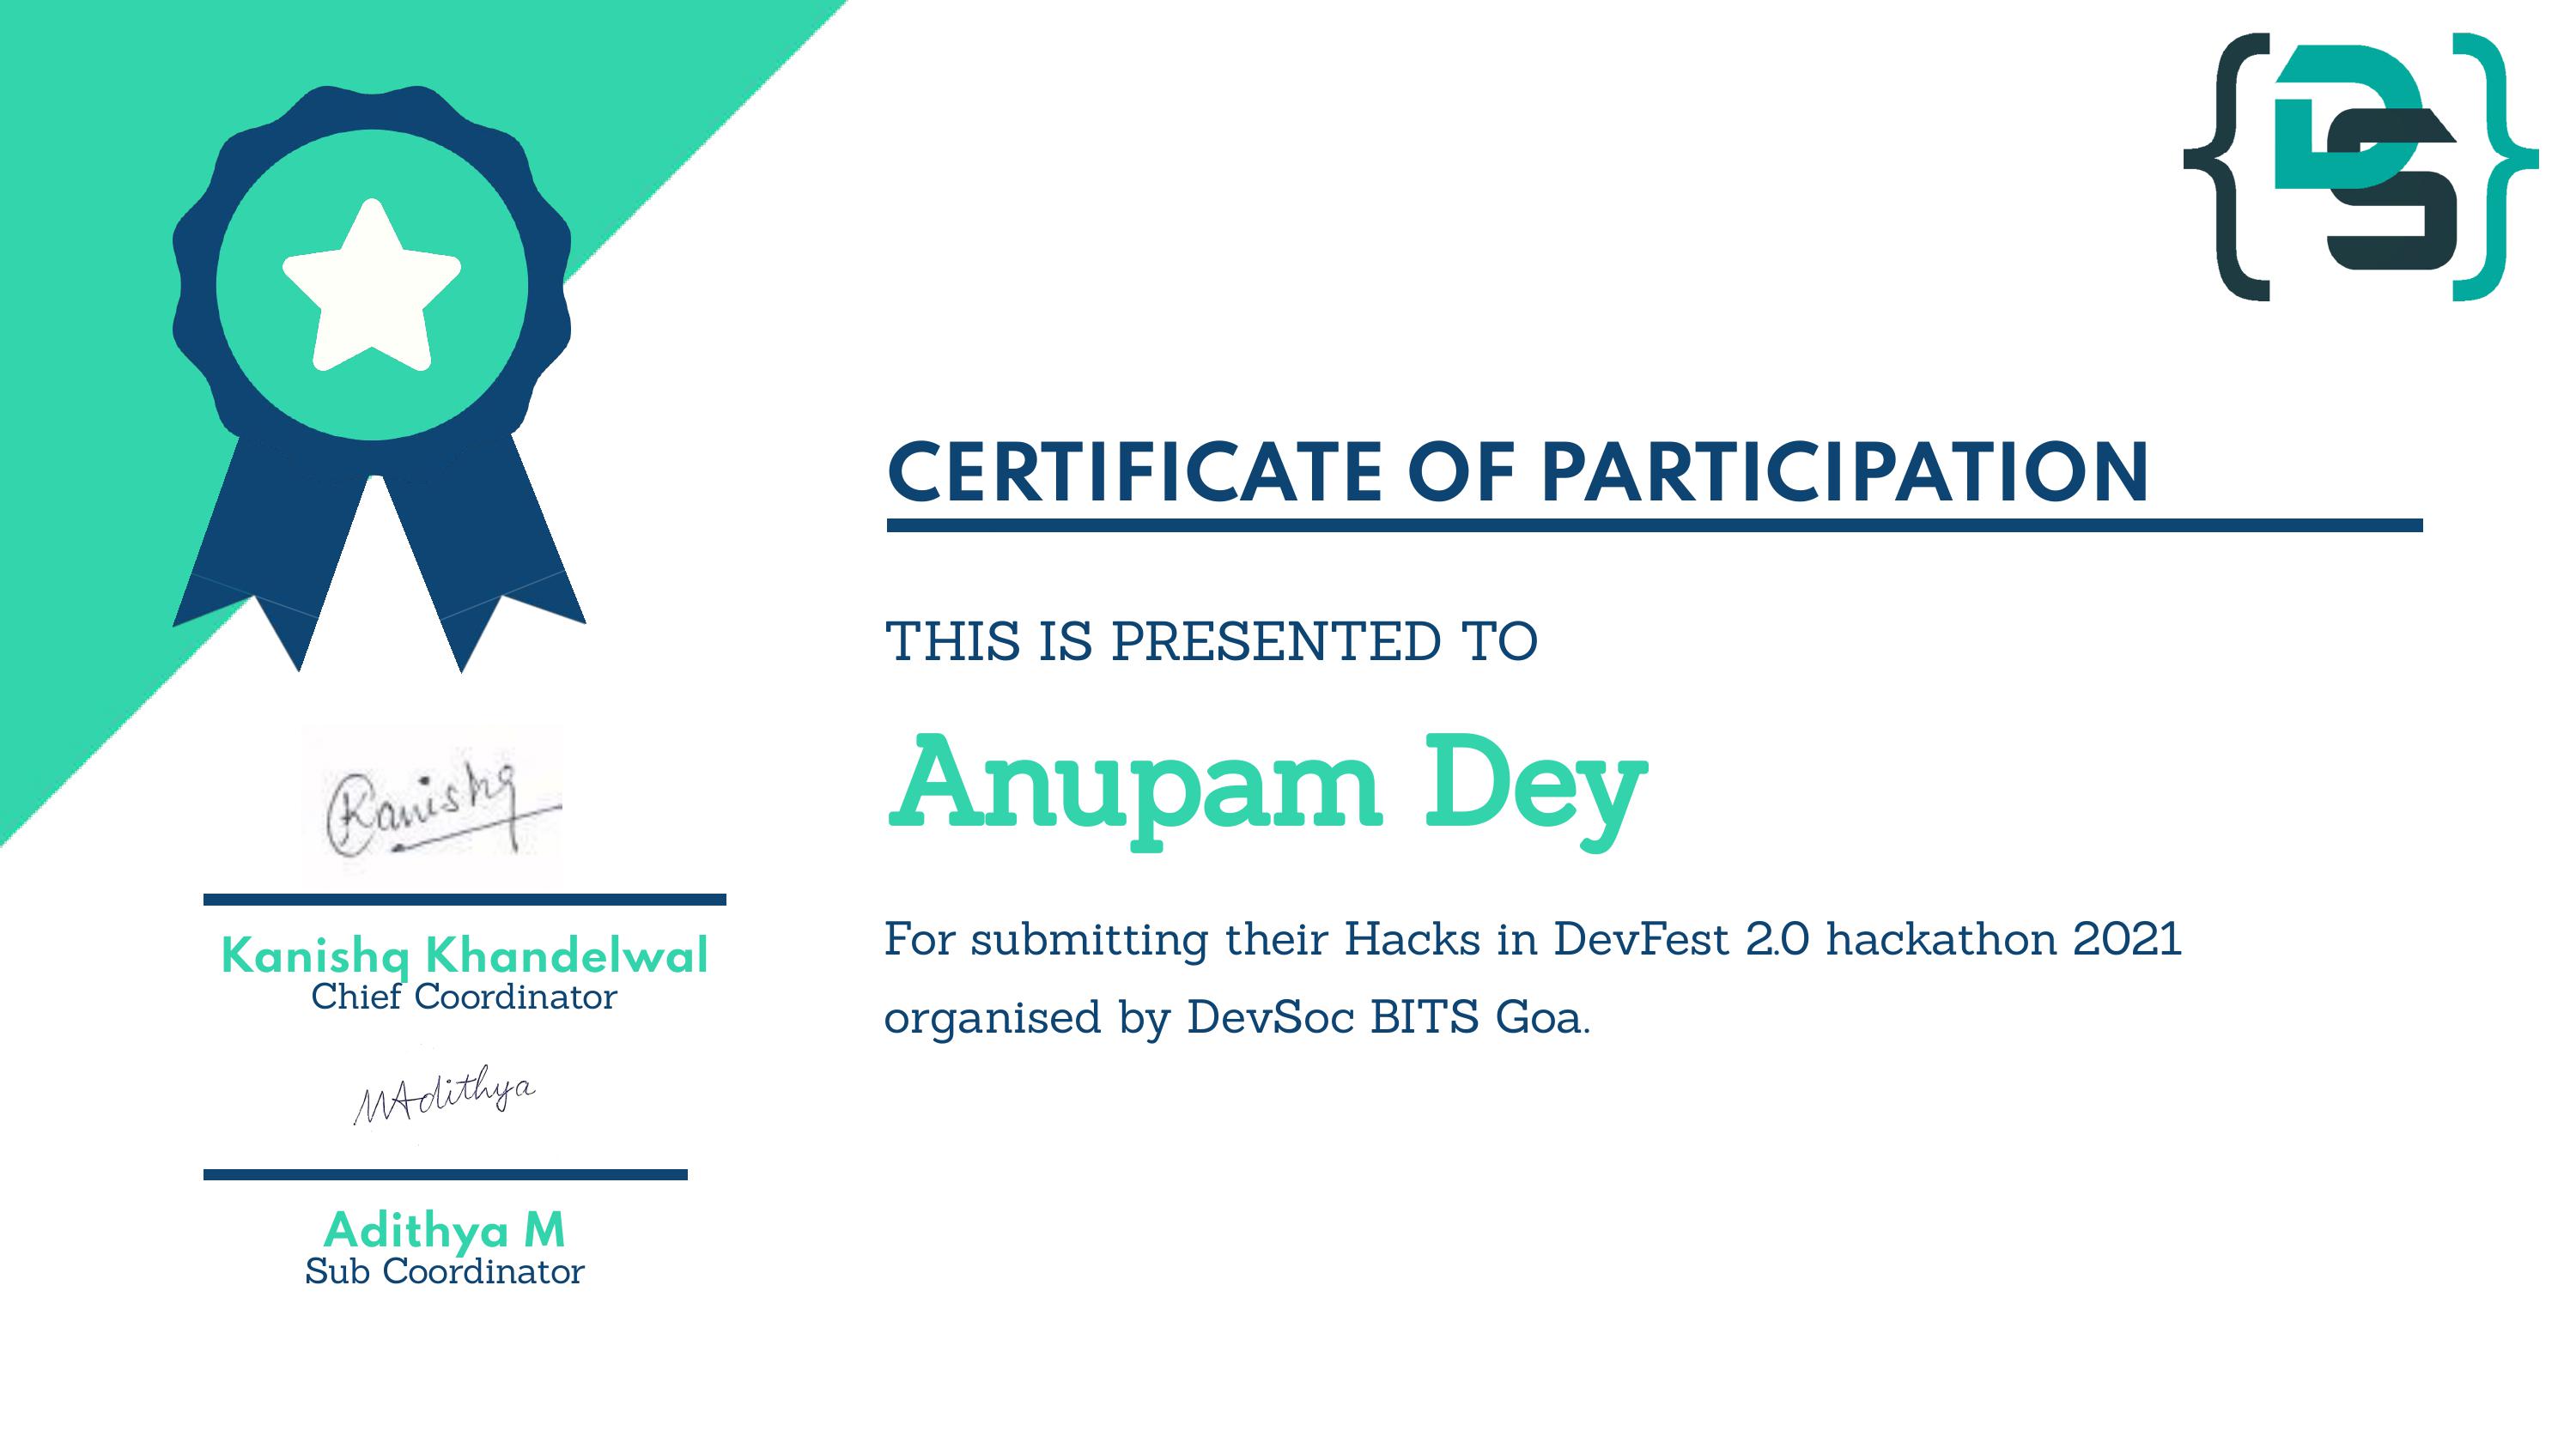 {DS}
CERTIFICATE OF PARTICIPATION
THIS IS PRESENTED TO
Anupam Dey
For submitting their Hacks in DevFest 2.0 hackathon 2021
organised by DevSoc BITS Goa.
Kanishq
Kanishq Khandelwal
Chief Coordinator
MAdithya
Adithya M
Sub Coordinator